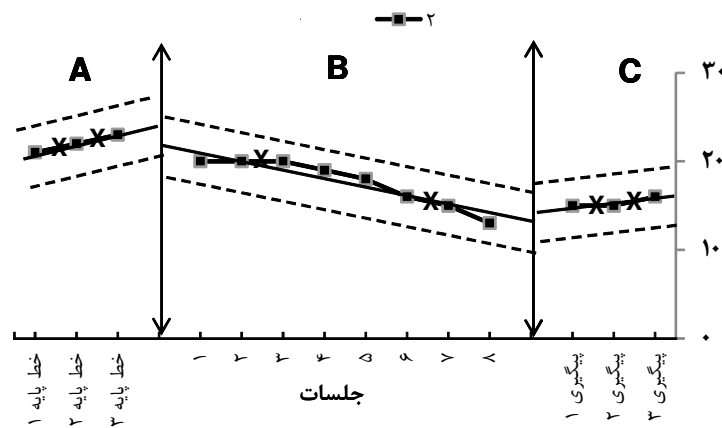 ۲
A
B
C
۳۰
۲۰
۱۰
۰
خط پایه ۱
خط پایه ۲
خط پایه ۳
۱
۲
۳
۴
۵
۶
۷
۸
پیگیری ۱
پیگیری ۲
پیگیری ۳
جلسات